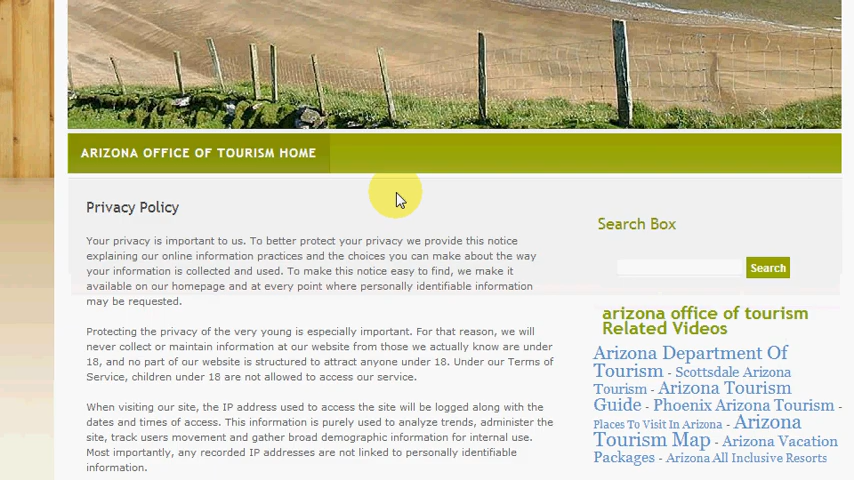 ARIZONA OFFICE OF TOURISM HOME
Privacy Policy
Your privacy is important to us. To better protect your privacy we provide this notice
explaining our online information practices and the choices you can make about the way
your information is collected and used. To make this notice easy to find, we make it
available on our homepage and at every point where personally identifiable information
may be requested.
Protecting the privacy of the very young is especially important. For that reason, we will
never collect or maintain information at our website from those we actually know are under
18, and no part of our website is structured to attract anyone under 18. Under our Terms of
Service, children under 18 are not allowed to access our service.
When visiting our site, the IP address used to access the site will be logged along with the
dates and times of access. This information is purely used to analyze trends, administer the
site, track users movement and gather broad demographic information for internal use.
Most importantly, any recorded IP addresses are not linked to personally identifiable
information.
Search Box
Search
arizona office of tourism
Related Videos
Arizona Department Of
Tourism - Scottsdale Arizona
Tourism - Arizona Tourism
Guide - Phoenix Arizona Tourism -
Places To Visit In Arizona - Arizona
Tourism Map - Arizona Vacation
Packages - Arizona All Inclusive Resorts